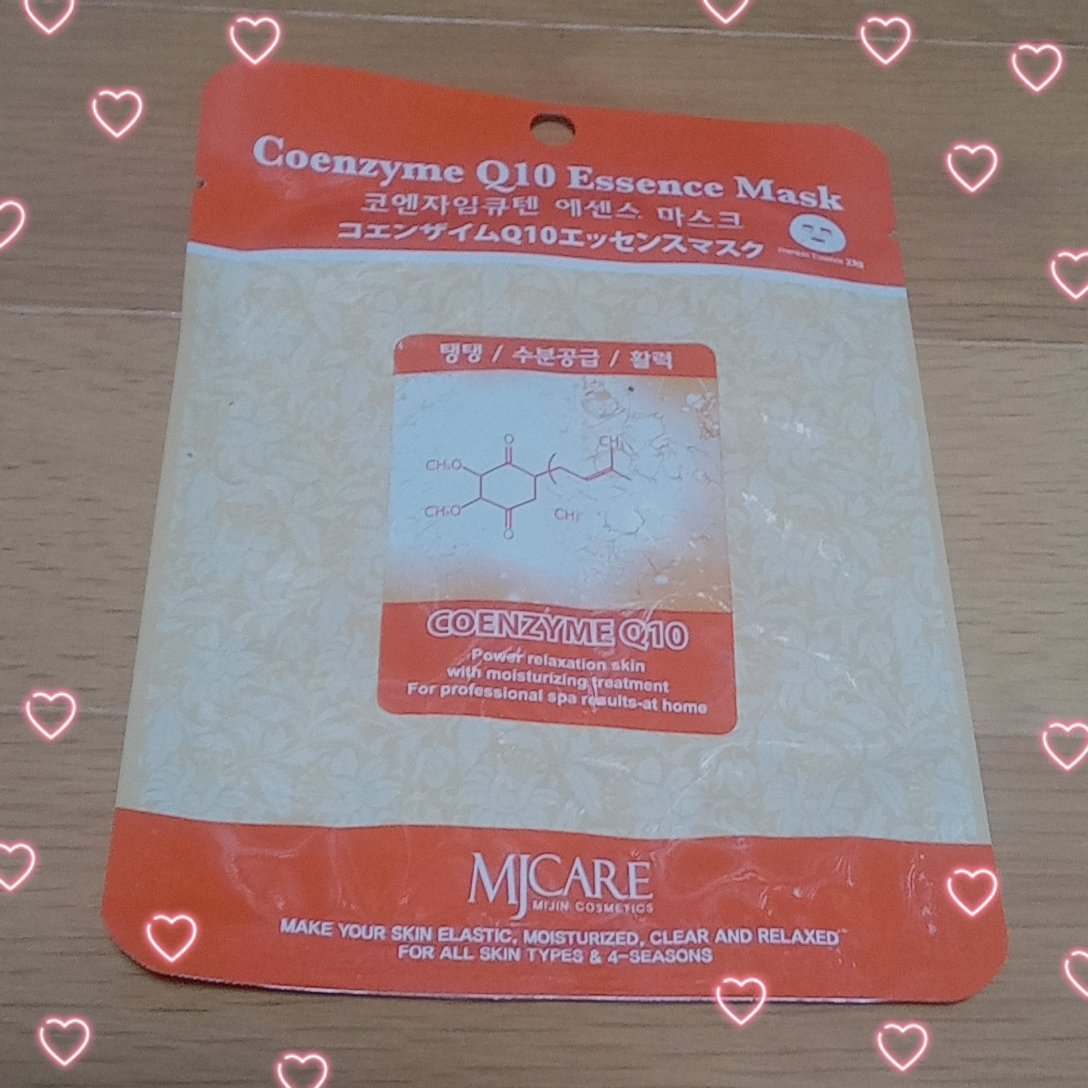 Coenzyme Q10 Essence Mask
코엔자임큐텐 에센스 마스크
コエンザイムQ10エッセンスマスク
23g
탱탱 / 수분공급 / 활력
O
CH₃O
CH₃O
O
COENZYME Q10
Power relaxation skin
with moisturizing treatment
For professional spa results-at home
MJCARE
MIJIN COSMETICS
MAKE YOUR SKIN ELASTIC, MOISTURIZED, CLEAR AND RELAXED
FOR ALL SKIN TYPES & 4-SEASONS